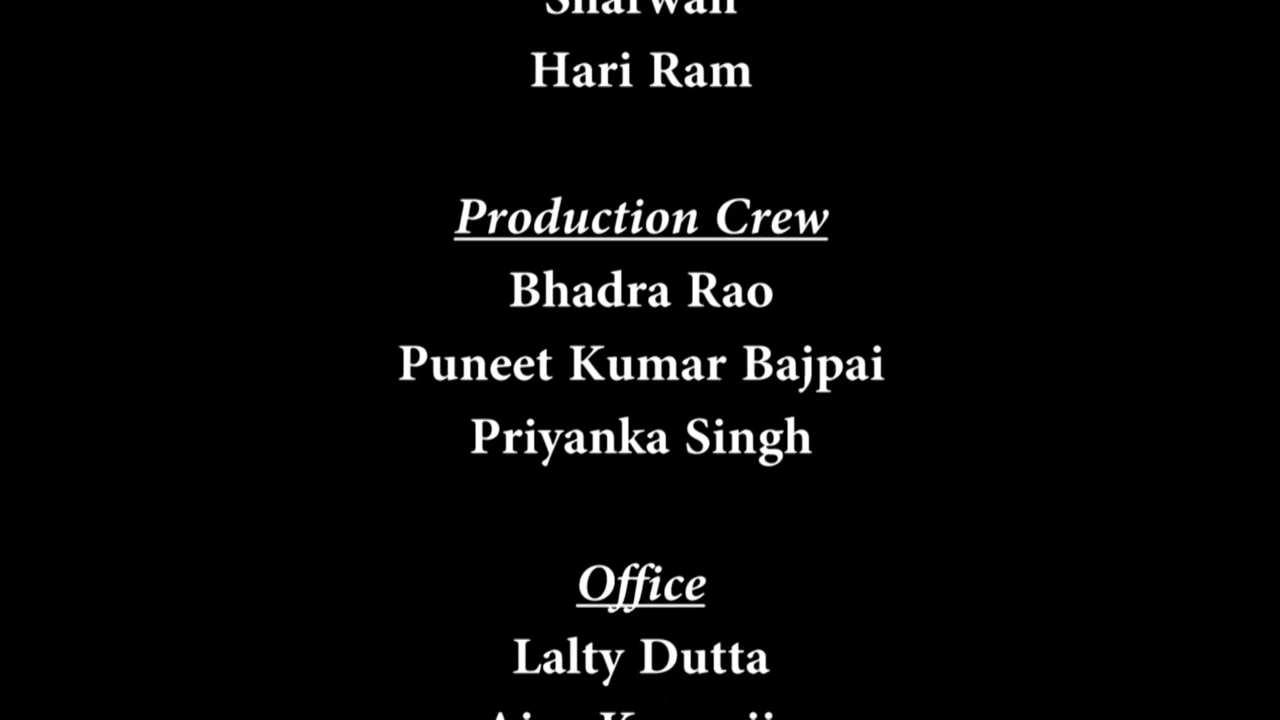 Hari Ram
Production Crew
Bhadra Rao
Puneet Kumar Bajpai
Priyanka Singh
Office
Lalty Dutta